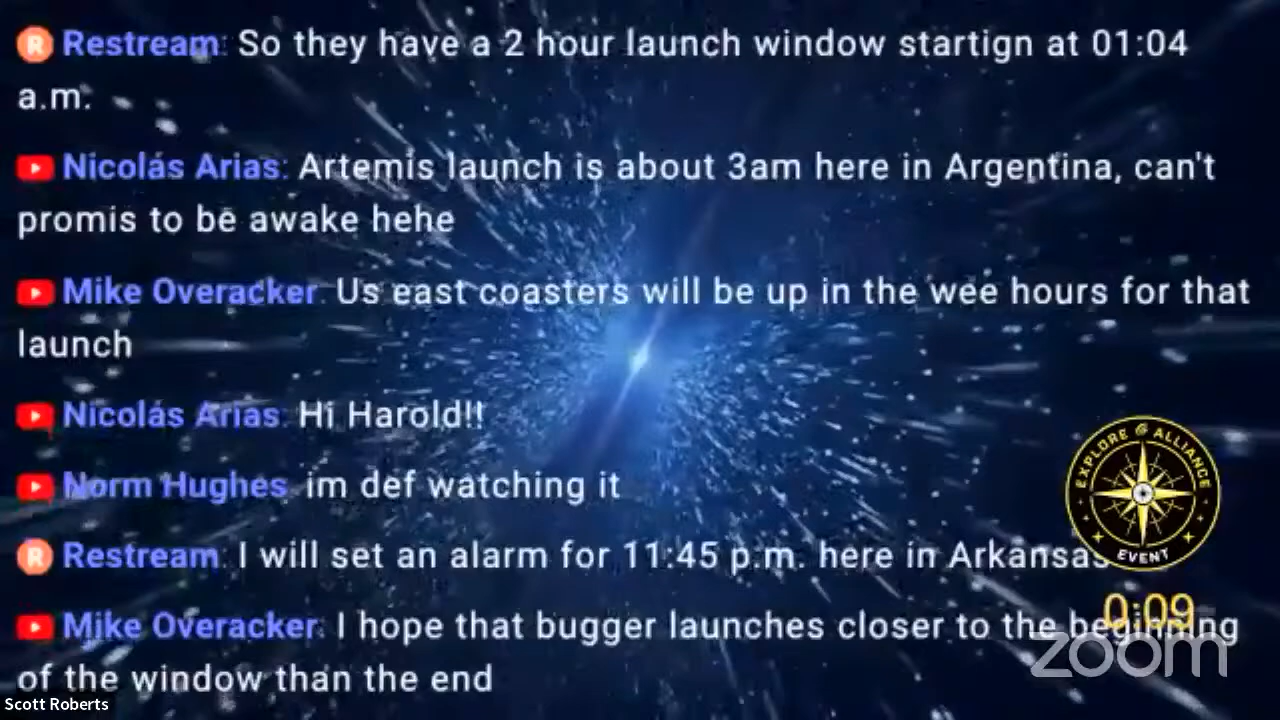 R Restream: So they have a 2 hour launch window startign at 01:04
a.m.
Nicolás Arias: Artemis launch is about 3am here in Argentina, can't
promis to be awake hehe
Mike Overacker: Us east coasters will be up in the wee hours for that
launch
Nicolás Arias: Hi Harold!!
Norm Hughes: im def watching it
R Restream: I will set an alarm for 11:45 p.m. here in Arkansas
EXPLORE ALLIANCE
EVENT
0:09
Mike Overacker: I hope that bugger launches closer to the beginning
of the window than the end
zoom
Scott Roberts